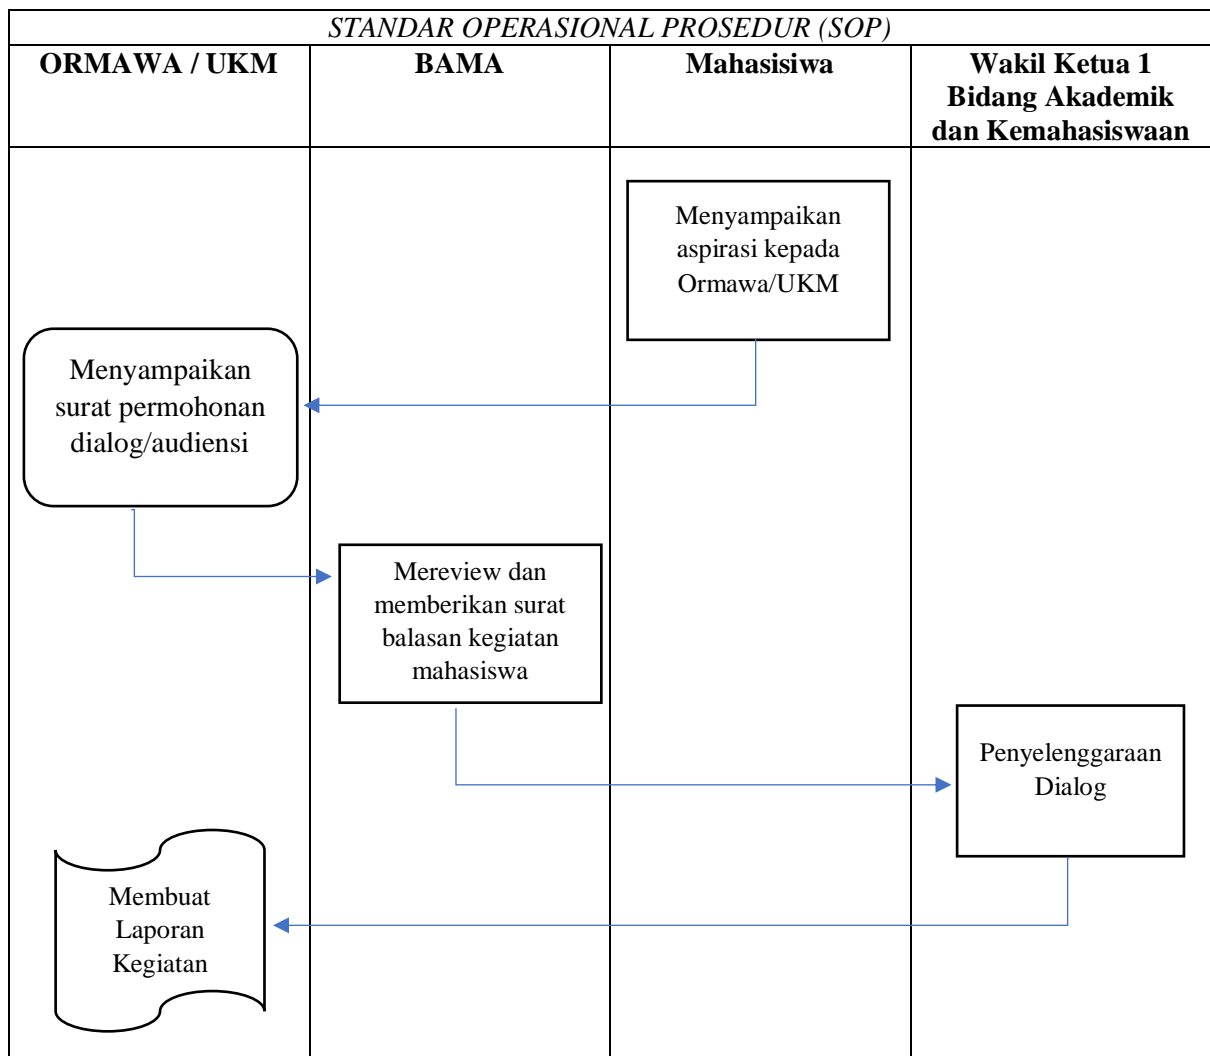 STANDAR OPERASIONAL PROSEDUR (SOP)
ORMAWA / UKM
BAMA
Mahasisiwa
Wakil Ketua 1
Bidang Akademik
dan Kemahasiswaan
Menyampaikan
aspirasi kepada
Ormawa/UKM
Menyampaikan
surat permohonan
dialog/audiensi
Mereview dan
memberikan surat
balasan kegiatan
mahasiswa
Penyelenggaraan
Dialog
Membuat
Laporan
Kegiatan